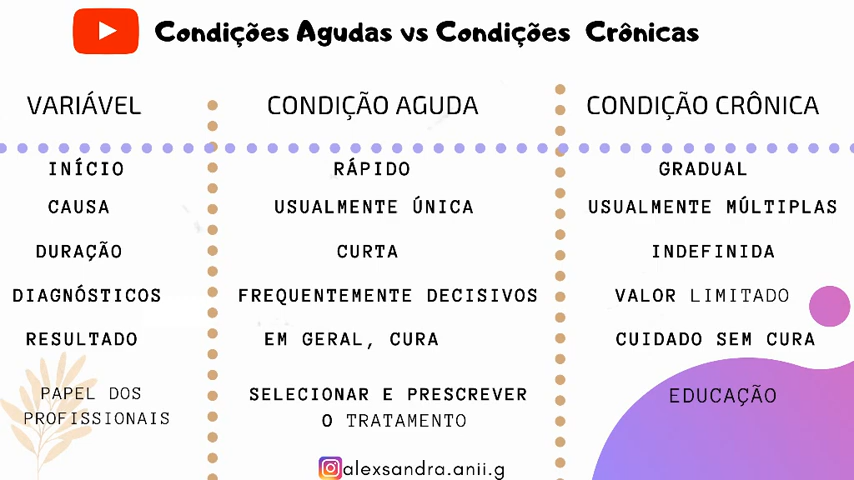 Condições Agudas vs Condições Crônicas
VARIÁVEL CONDIÇÃO AGUDA CONDIÇÃO CRÔNICA
INÍCIO RÁPIDO GRADUAL
CAUSA USUALMENTE ÚNICA USUALMENTE MÚLTIPLAS
DURAÇÃO CURTA INDEFINIDA
DIAGNÓSTICOS FREQUENTEMENTE DECISIVOS VALOR LIMITADO
RESULTADO EM GERAL, CURA CUIDADO SEM CURA
PAPEL DOS SELECIONAR E PRESCREVER EDUCAÇÃO
PROFISSIONAIS O TRATAMENTO
alexsandra.anii.g